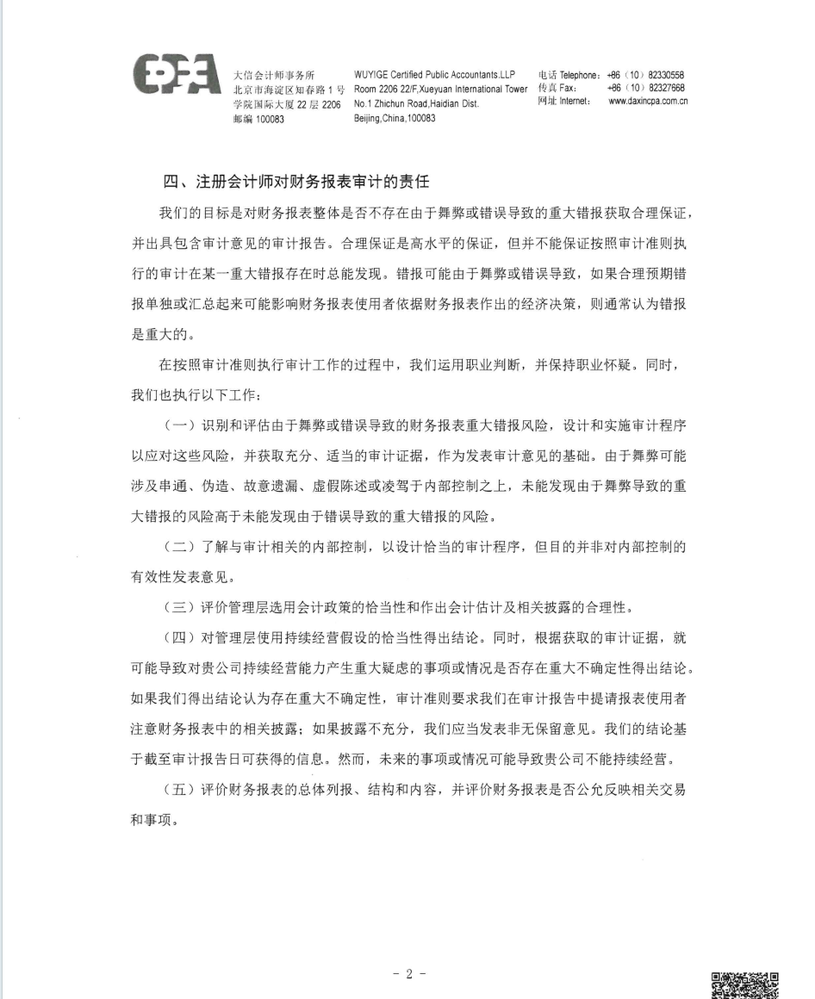 大信会计师事务所
北京市海淀区知春路 1 号
学院国际大厦 22 层 2206
邮编 100083
WUYIGE Certified Public Accountants.LLP
Room 2206 22/F,Xueyuan International Tower
No.1 Zhichun Road,Haidian Dist.
Beijing,China,100083
电话 Telephone: +86（10）82330558
传真 Fax: +86（10）82327668
网址 Internet: www.daxincpa.com.cn
四、注册会计师对财务报表审计的责任
我们的目标是对财务报表整体是否不存在由于舞弊或错误导致的重大错报获取合理保证，
并出具包含审计意见的审计报告。合理保证是高水平的保证，但并不能保证按照审计准则执
行的审计在某一重大错报存在时总能发现。错报可能由于舞弊或错误导致，如果合理预期错
报单独或汇总起来可能影响财务报表使用者依据财务报表作出的经济决策，则通常认为错报
是重大的。
在按照审计准则执行审计工作的过程中，我们运用职业判断，并保持职业怀疑。同时，
我们也执行以下工作：
（一）识别和评估由于舞弊或错误导致的财务报表重大错报风险，设计和实施审计程序
以应对这些风险，并获取充分、适当的审计证据，作为发表审计意见的基础。由于舞弊可能
涉及串通、伪造、故意遗漏、虚假陈述或凌驾于内部控制之上，未能发现由于舞弊导致的重
大错报的风险高于未能发现由于错误导致的重大错报的风险。
（二）了解与审计相关的内部控制，以设计恰当的审计程序，但目的并非对内部控制的
有效性发表意见。
（三）评价管理层选用会计政策的恰当性和作出会计估计及相关披露的合理性。
（四）对管理层使用持续经营假设的恰当性得出结论。同时，根据获取的审计证据，就
可能导致对贵公司持续经营能力产生重大疑虑的事项或情况是否存在重大不确定性得出结论。
如果我们得出结论认为存在重大不确定性，审计准则要求我们在审计报告中提请报表使用者
注意财务报表中的相关披露；如果披露不充分，我们应当发表非无保留意见。我们的结论基
于截至审计报告日可获得的信息。然而，未来的事项或情况可能导致贵公司不能持续经营。
（五）评价财务报表的总体列报、结构和内容，并评价财务报表是否公允反映相关交易
和事项。
- 2 -